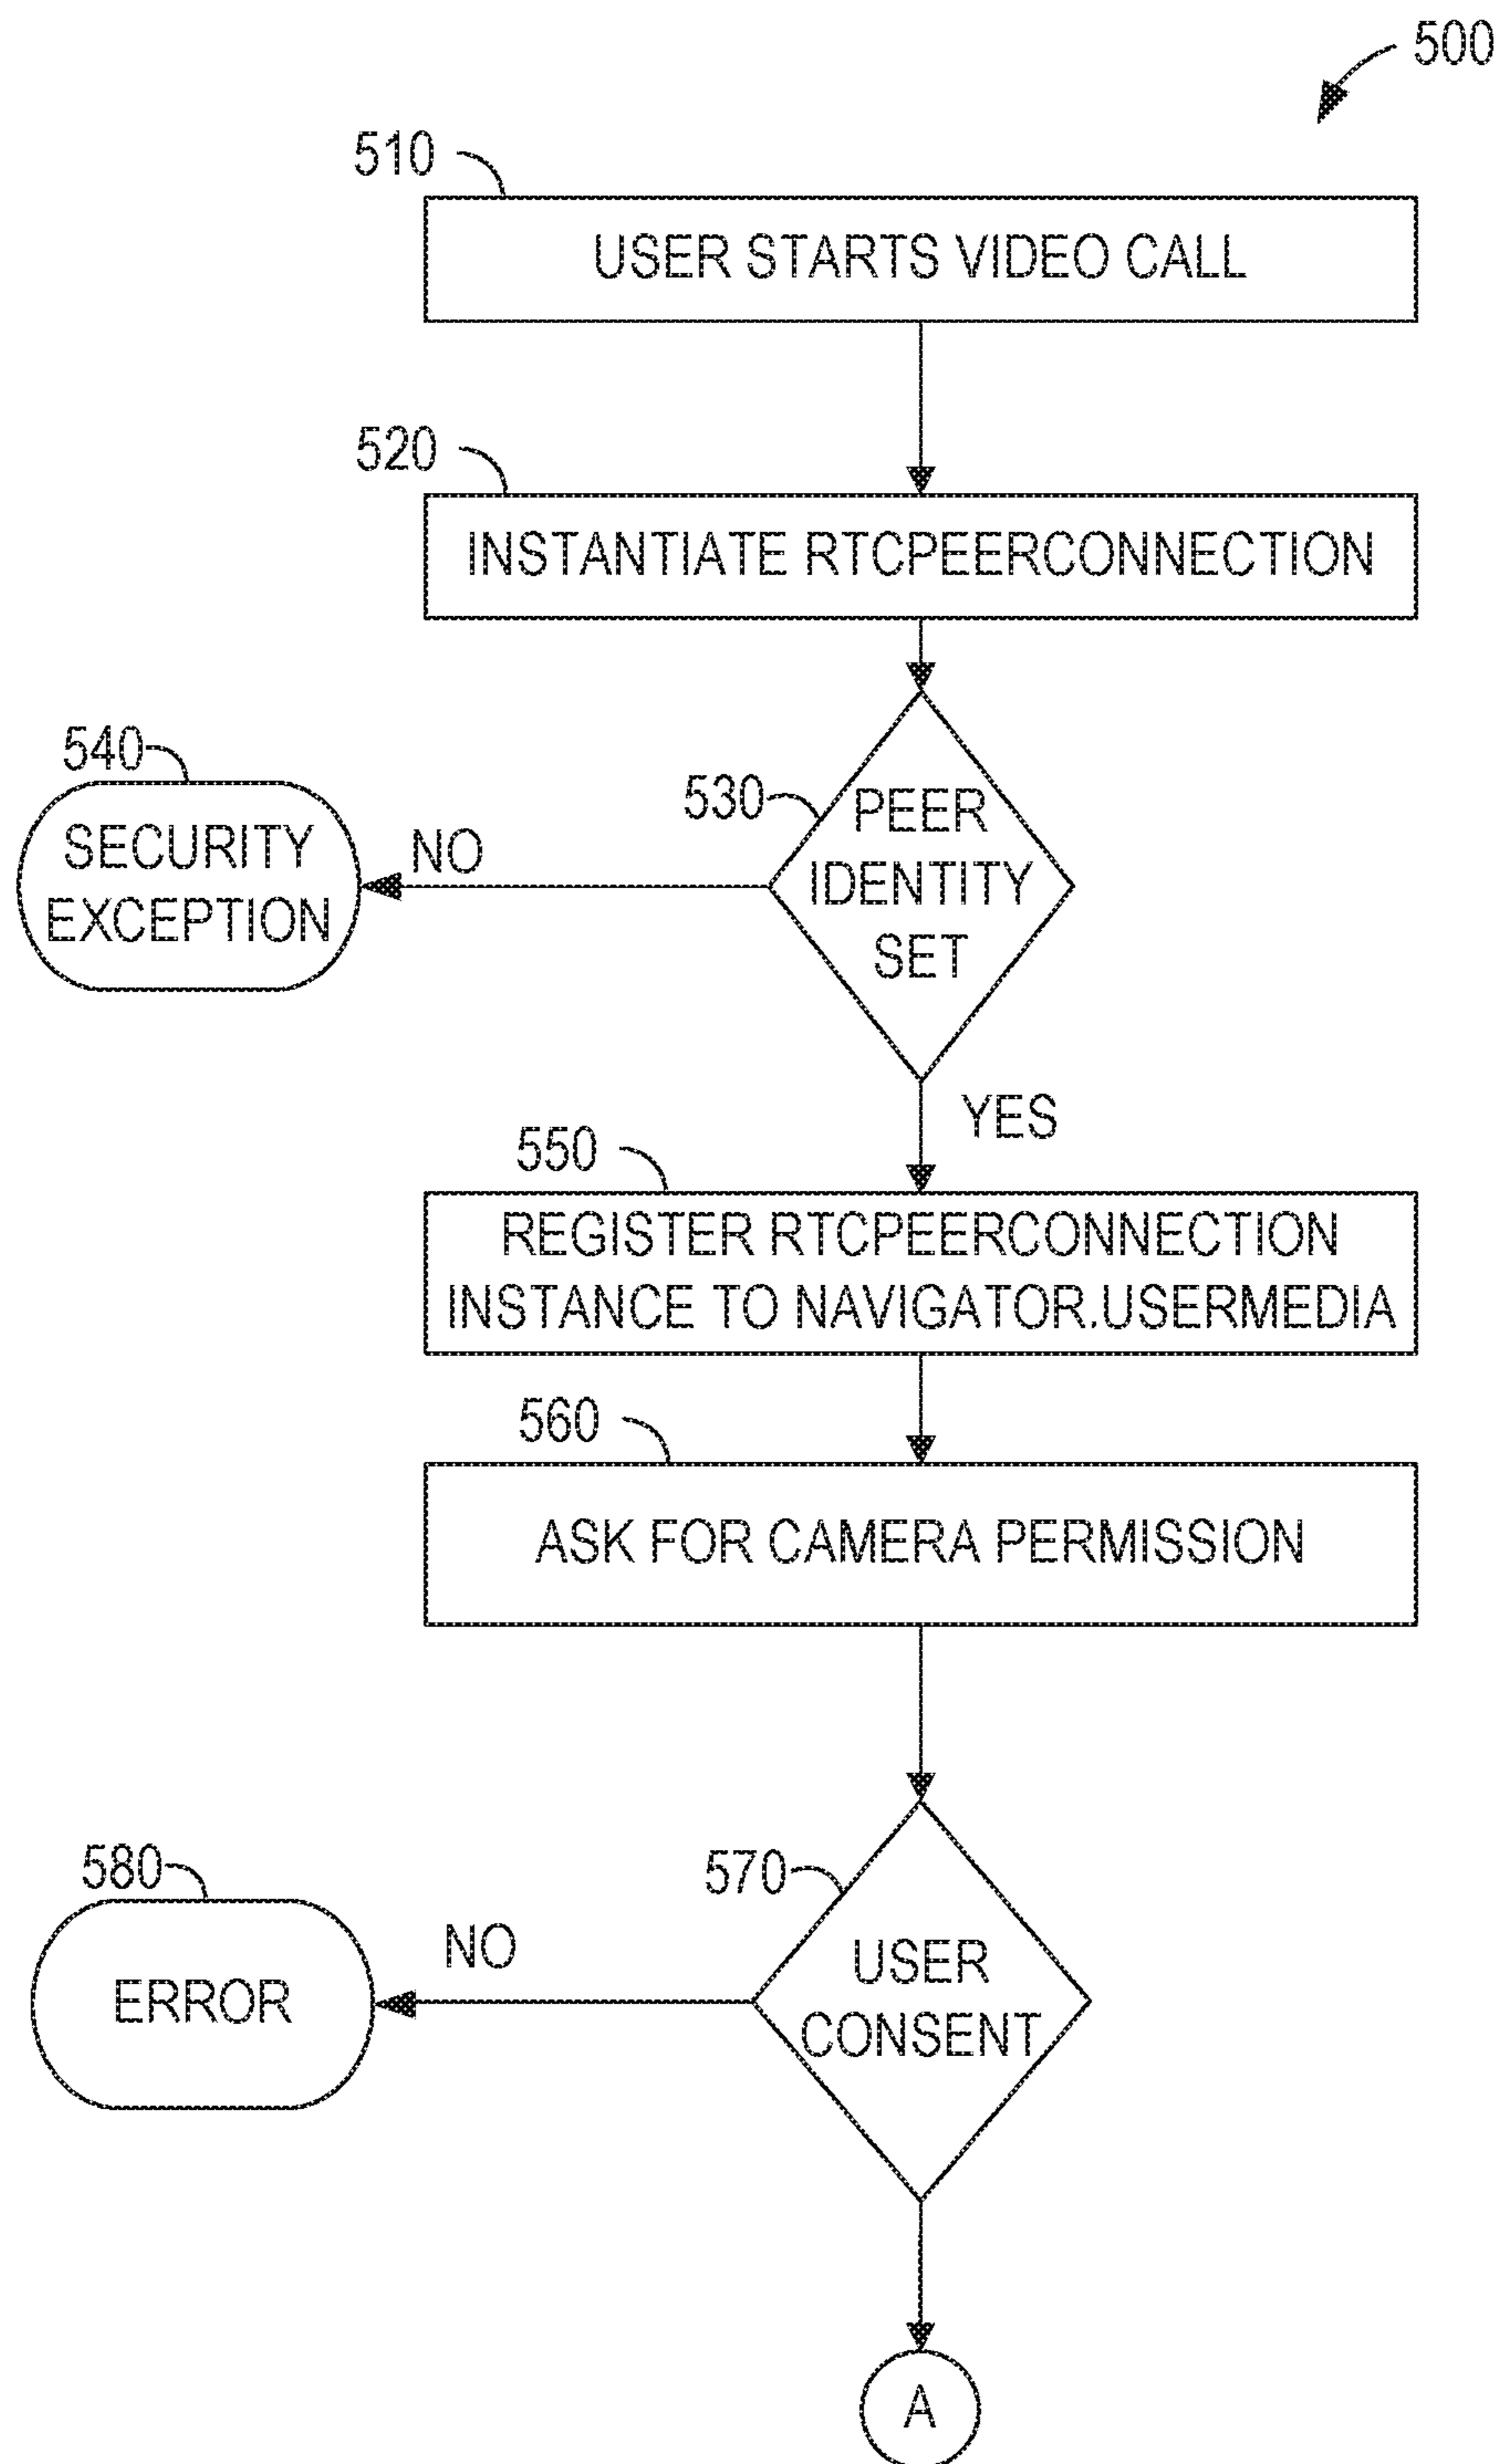 500
510
USER STARTS VIDEO CALL
520
INSTANTIATE RTCPEERCONNECTION
530
PEER
IDENTITY
SET
NO
540
SECURITY
EXCEPTION
YES
550
REGISTER RTCPEERCONNECTION
INSTANCE TO NAVIGATOR.USERMEDIA
560
ASK FOR CAMERA PERMISSION
570
USER
CONSENT
NO
580
ERROR
A